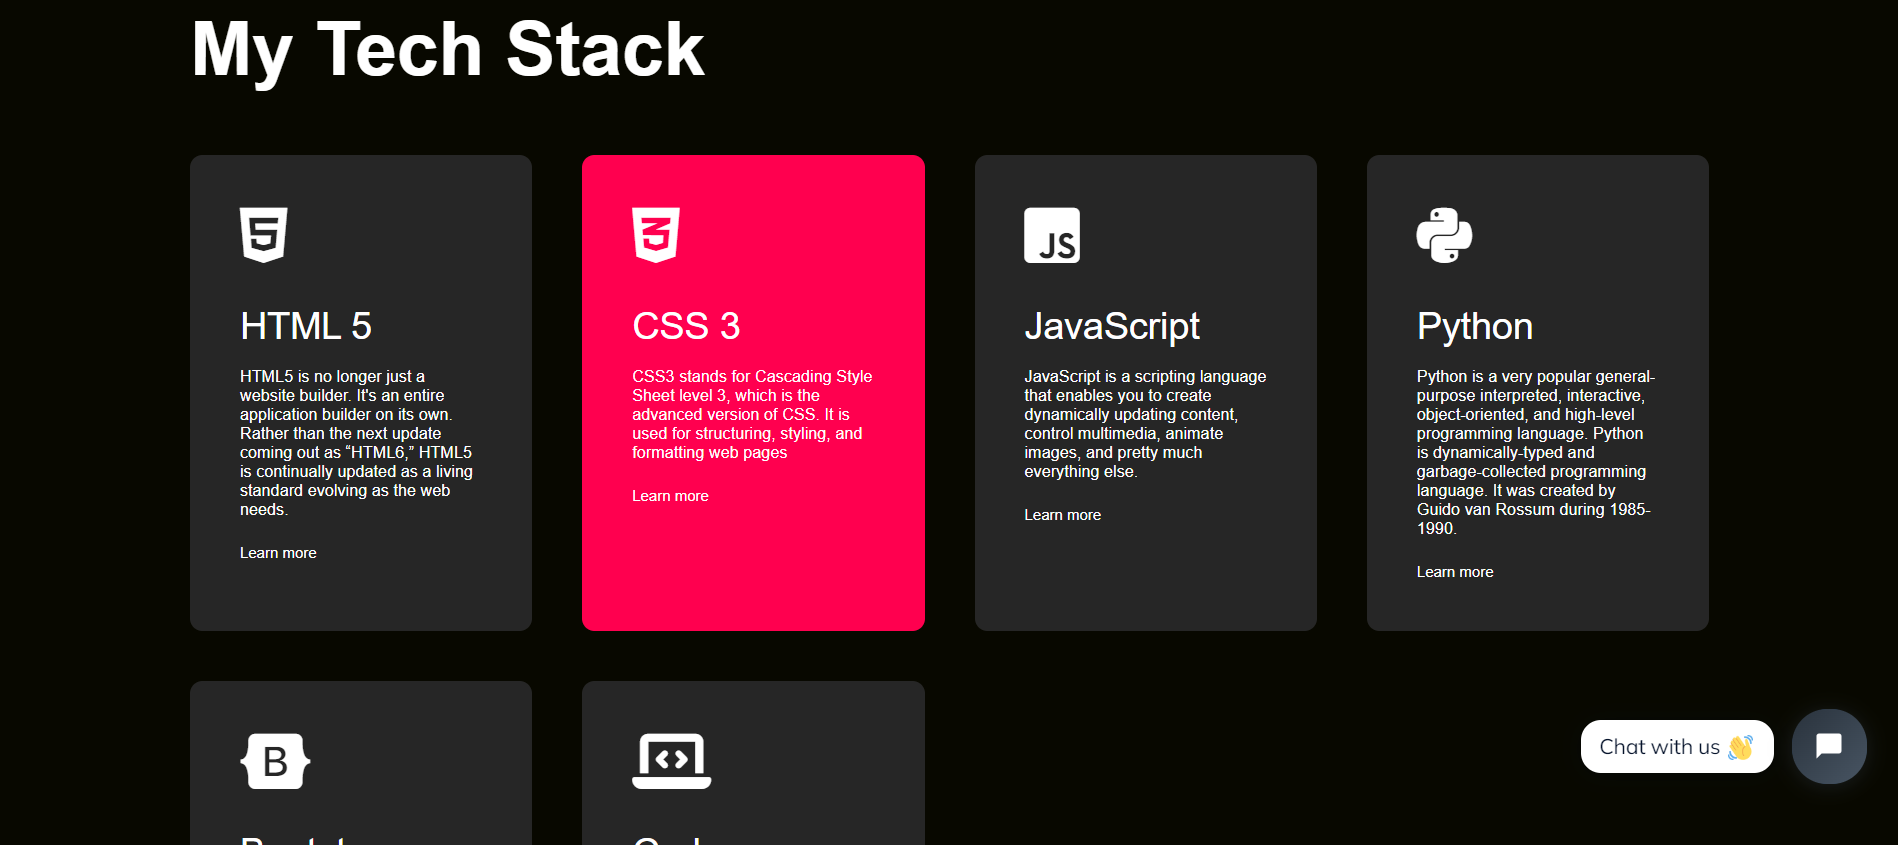 My Tech Stack
HTML 5
HTML5 is no longer just a
website builder. It's an entire
application builder on its own.
Rather than the next update
coming out as “HTML6,” HTML5
is continually updated as a living
standard evolving as the web
needs.
Learn more
CSS 3
CSS3 stands for Cascading Style
Sheet level 3, which is the
advanced version of CSS. It is
used for structuring, styling, and
formatting web pages
Learn more
JS
JavaScript
JavaScript is a scripting language
that enables you to create
dynamically updating content,
control multimedia, animate
images, and pretty much
everything else.
Learn more
Python
Python is a very popular general-
purpose interpreted, interactive,
object-oriented, and high-level
programming language. Python
is dynamically-typed and
garbage-collected programming
language. It was created by
Guido van Rossum during 1985-
1990.
Learn more
B
Chat with us 👋